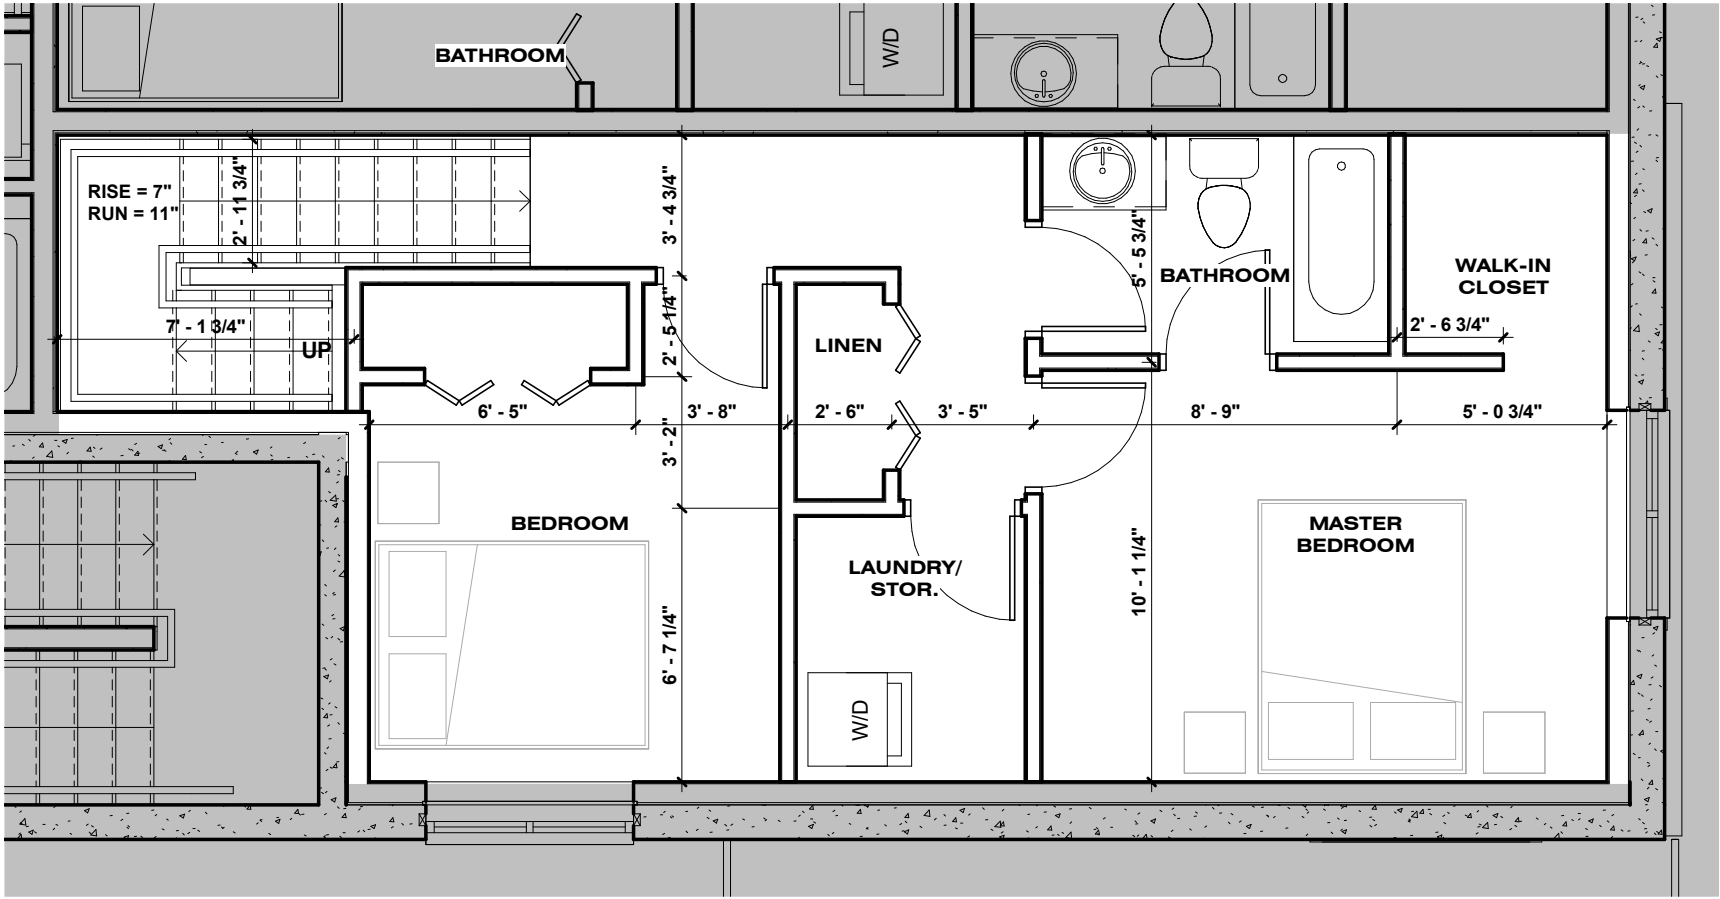 BATHROOM
W/D
RISE = 7"
RUN = 11"
2' - 11 3/4"
3' - 4 3/4"
5' - 5 3/4"
BATHROOM
WALK-IN
CLOSET
7' - 1 3/4"
UP
2' - 5 1/4"
LINEN
2' - 6 3/4"
6' - 5"
3' - 8"
2' - 6"
3' - 5"
8' - 9"
5' - 0 3/4"
3' - 2"
BEDROOM
MASTER
BEDROOM
LAUNDRY/
STOR.
10' - 1 1/4"
6' - 7 1/4"
W/D